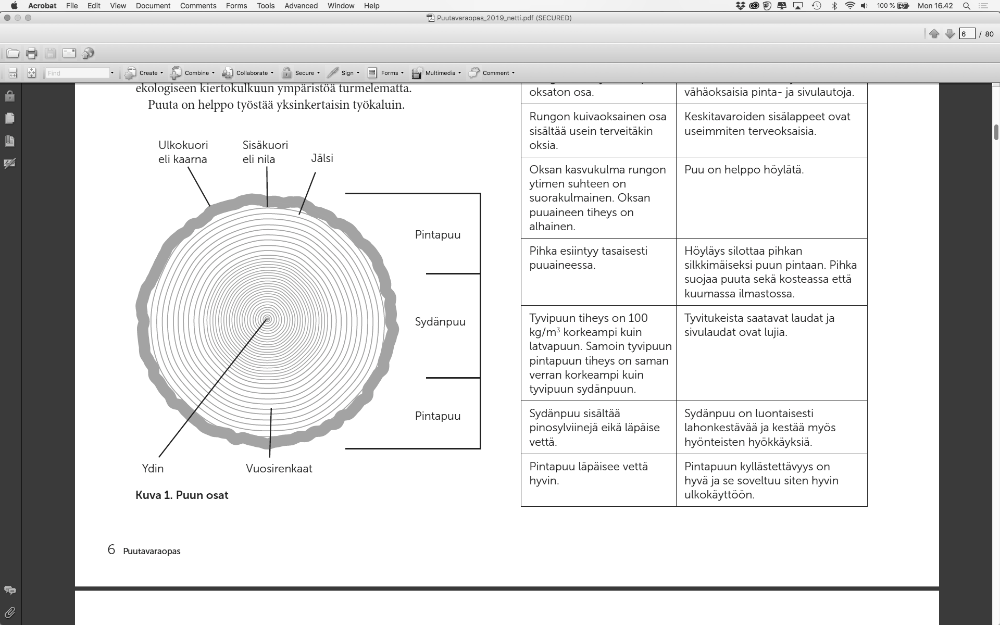 Acrobat File Edit View Document Comments Forms Tools Advanced Window Help 100 % Mon 16.42
Puutavaraopas_2019_netti.pdf (SECURED)
6 / 80
Find Create Combine Collaborate Secure Sign Forms Multimedia Comment
ekologiseen kiertokulkuun ympäristöä turmelematta.
Puuta on helppo työstää yksinkertaisin työkaluin.
Ulkokuori
eli kaarna
Sisäkuori
eli nila
Jälsi
Pintapuu
Sydänpuu
Pintapuu
Ydin
Vuosirenkaat
Kuva 1. Puun osat
oksaton osa.
vähäoksaisia pinta- ja sivulautoja.
Rungon kuivaoksainen osa
sisältää usein terveitäkin
oksia.
Keskitavaroiden sisälappeet ovat
useimmiten terveoksaisia.
Oksan kasvukulma rungon
ytimen suhteen on
suorakulmainen. Oksan
puuaineen tiheys on
alhainen.
Puu on helppo höylätä.
Pihka esiintyy tasaisesti
puuaineessa.
Höyläys silottaa pihkan
silkkimäiseksi puun pintaan. Pihka
suojaa puuta sekä kosteassa että
kuumassa ilmastossa.
Tyvipuun tiheys on 100
kg/m³ korkeampi kuin
latvapuun. Samoin tyvipuun
pintapuun tiheys on saman
verran korkeampi kuin
tyvipuun sydänpuun.
Tyvitukeista saatavat laudat ja
sivulaudat ovat lujia.
Sydänpuu sisältää
pinosylviinejä eikä läpäise
vettä.
Sydänpuu on luontaisesti
lahonkestävää ja kestää myös
hyönteisten hyökkäyksiä.
Pintapuu läpäisee vettä
hyvin.
Pintapuun kyllästettävyys on
hyvä ja se soveltuu siten hyvin
ulkokäyttöön.
6 Puutavaraopas